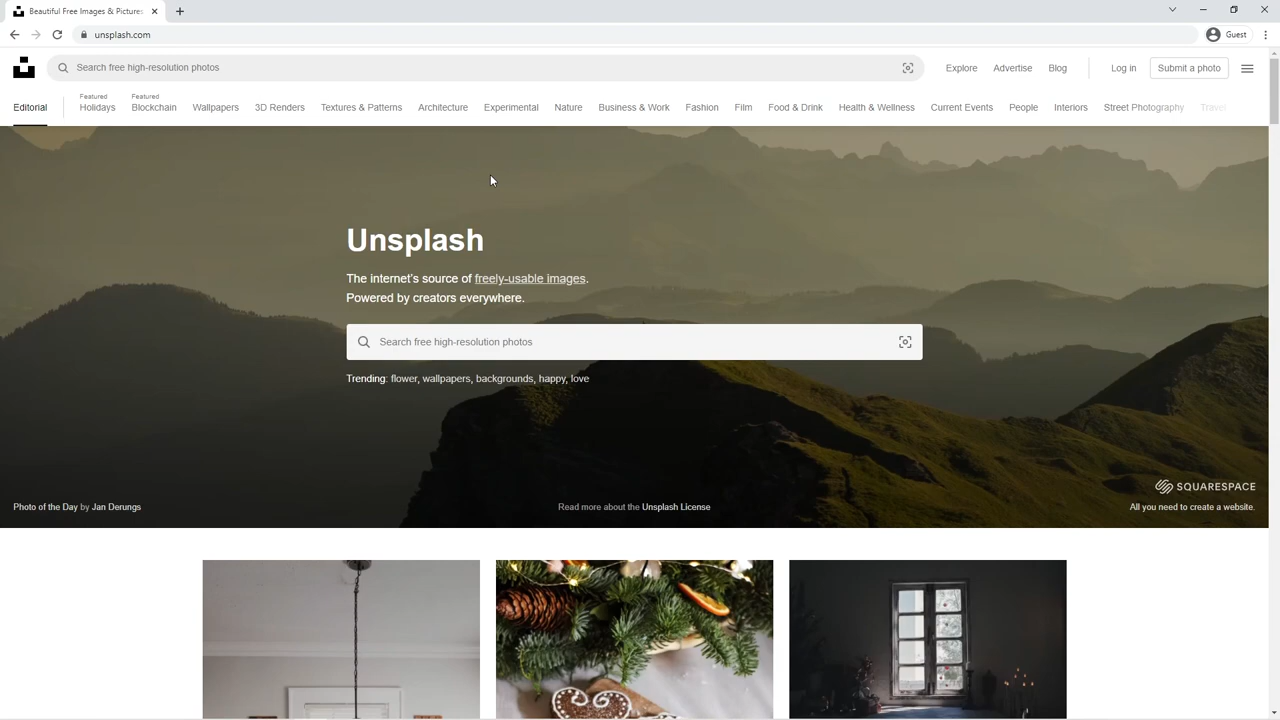 Beautiful Free Images & Pictures
unsplash.com
Guest
Search free high-resolution photos
Explore
Advertise
Blog
Log in
Submit a photo
Editorial
Featured
Holidays
Featured
Blockchain
Wallpapers
3D Renders
Textures & Patterns
Architecture
Experimental
Nature
Business & Work
Fashion
Film
Food & Drink
Health & Wellness
Current Events
People
Interiors
Street Photography
Travel
Unsplash
The internet's source of freely-usable images.
Powered by creators everywhere.
Search free high-resolution photos
Trending: flower, wallpapers, backgrounds, happy, love
Photo of the Day by Jan Derungs
Read more about the Unsplash License
SQUARESPACE
All you need to create a website.